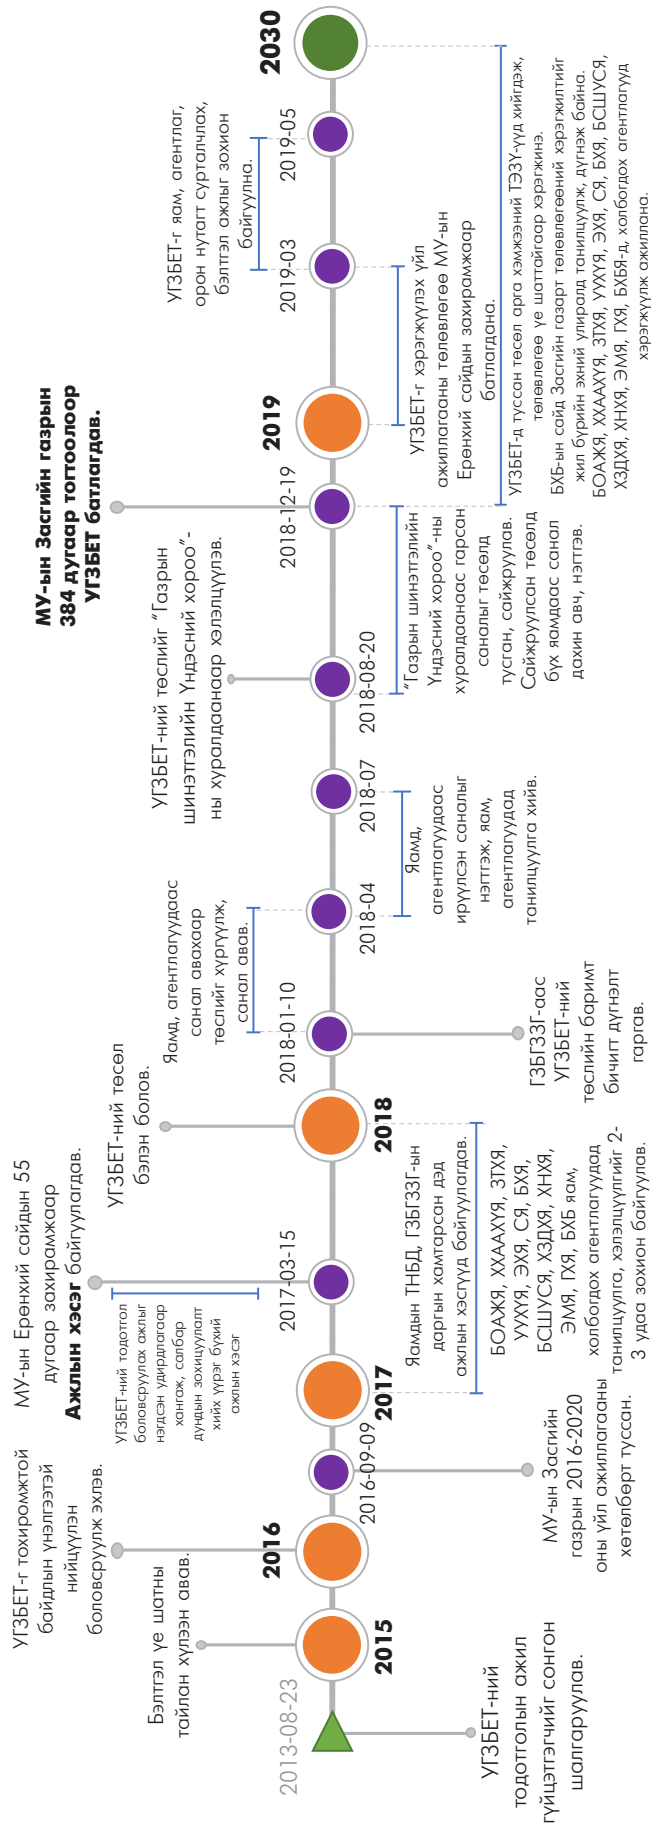 2013-08-23
УГЗБЕТ-ний
тодотголын ажил
гүйцэтгэгчийг сонгон
шалгаруулав.
2015
Бэлтгэл үе шатны
тайлан хүлээн авав.
2016
УГЗБЕТ-г тохиромжтой
байдлын үнэлгээтэй
нийцүүлэн
боловсруулж эхлэв.
2016-09-09
МУ-ын Засгийн
газрын 2016-2020
оны үйл ажиллагааны
хөтөлбөрт туссан.
2017
МУ-ын Ерөнхий сайдын 55
дугаар захирамжаар
Ажлын хэсэг байгуулагдав.
УГЗБЕТ-ний тодотгол
боловсруулах ажлыг
нэгдсэн удирдлагаар
хангаж, салбар
дундын зохицуулалт
хийх үүрэг бүхий
ажлын хэсэг
2017-03-15
Яамдын ТНБД, ГЗБГЗЗГ-ын
даргын хамтарсан дэд
ажлын хэсгүүд байгуулагдав.
БОАЖЯ, ХХААХҮЯ, ЗТХЯ,
УУХҮЯ, ЭХЯ, СЯ, БХЯ,
БСШУСЯ, ХЗДХЯ, ХНХЯ,
ЭМЯ, ГХЯ, БХБ яам,
холбогдох агентлагуудад
танилцуулга, хэлэлцүүлгийг 2-
3 удаа зохион байгуулав.
УГЗБЕТ-ний төсөл
бэлэн болов.
2018
2018-01-10
ГЗБГЗЗГ-аас
УГЗБЕТ-ний
төслийн баримт
бичигт дүгнэлт
гаргав.
Яамд, агентлагуудаас
санал авахаар
төслийг хүргүүлж,
санал авав.
2018-04
Яамд,
агентлагуудаас
ирүүлсэн саналыг
нэгтгэж, яам,
агентлагуудад
танилцуулга хийв.
2018-07
УГЗБЕТ-ний төслийг “Газрын
шинэтгэлийн Үндэсний хороо”-
ны хуралдаанаар хэлэлцүүлэв.
2018-08-20
“Газрын шинэтгэлийн
Үндэсний хороо”-ны
хуралдаанаас гарсан
саналыг төсөлд
тусган, сайжруулав.
Сайжруулсан төсөлд
бүх яамдаас санал
дахин авч, нэгтгэв.
МУ-ын Засгийн газрын
384 дугаар тогтоолоор
УГЗБЕТ батлагдав.
2018-12-19
2019
УГЗБЕТ-г хэрэгжүүлэх үйл
ажиллагааны төлөвлөгөө МУ-ын
Ерөнхий сайдын захирамжаар
батлагдана.
2019-03
УГЗБЕТ-г яам, агентлаг,
орон нутагт сурталчлах,
бэлтгэл ажлыг зохион
байгуулна.
2019-05
2030
УГЗБЕТ-д туссан төсөл арга хэмжээний ТЭЗҮ-үүд хийгдэж,
төлөвлөгөө үе шаттайгаар хэрэгжинэ.
БХБ-ын сайд Засгийн газарт төлөвлөгөөний хэрэгжилтийг
жил бүрийн эхний улиралд танилцуулж, дүгнэж байна.
БОАЖЯ, ХХААХҮЯ, ЗТХЯ, УУХҮЯ, ЭХЯ, СЯ, БХЯ, БСШУСЯ,
ХЗДХЯ, ХНХЯ, ЭМЯ, ГХЯ, БХБЯ-д, холбогдох агентлагууд
хэрэгжүүлж ажиллана.